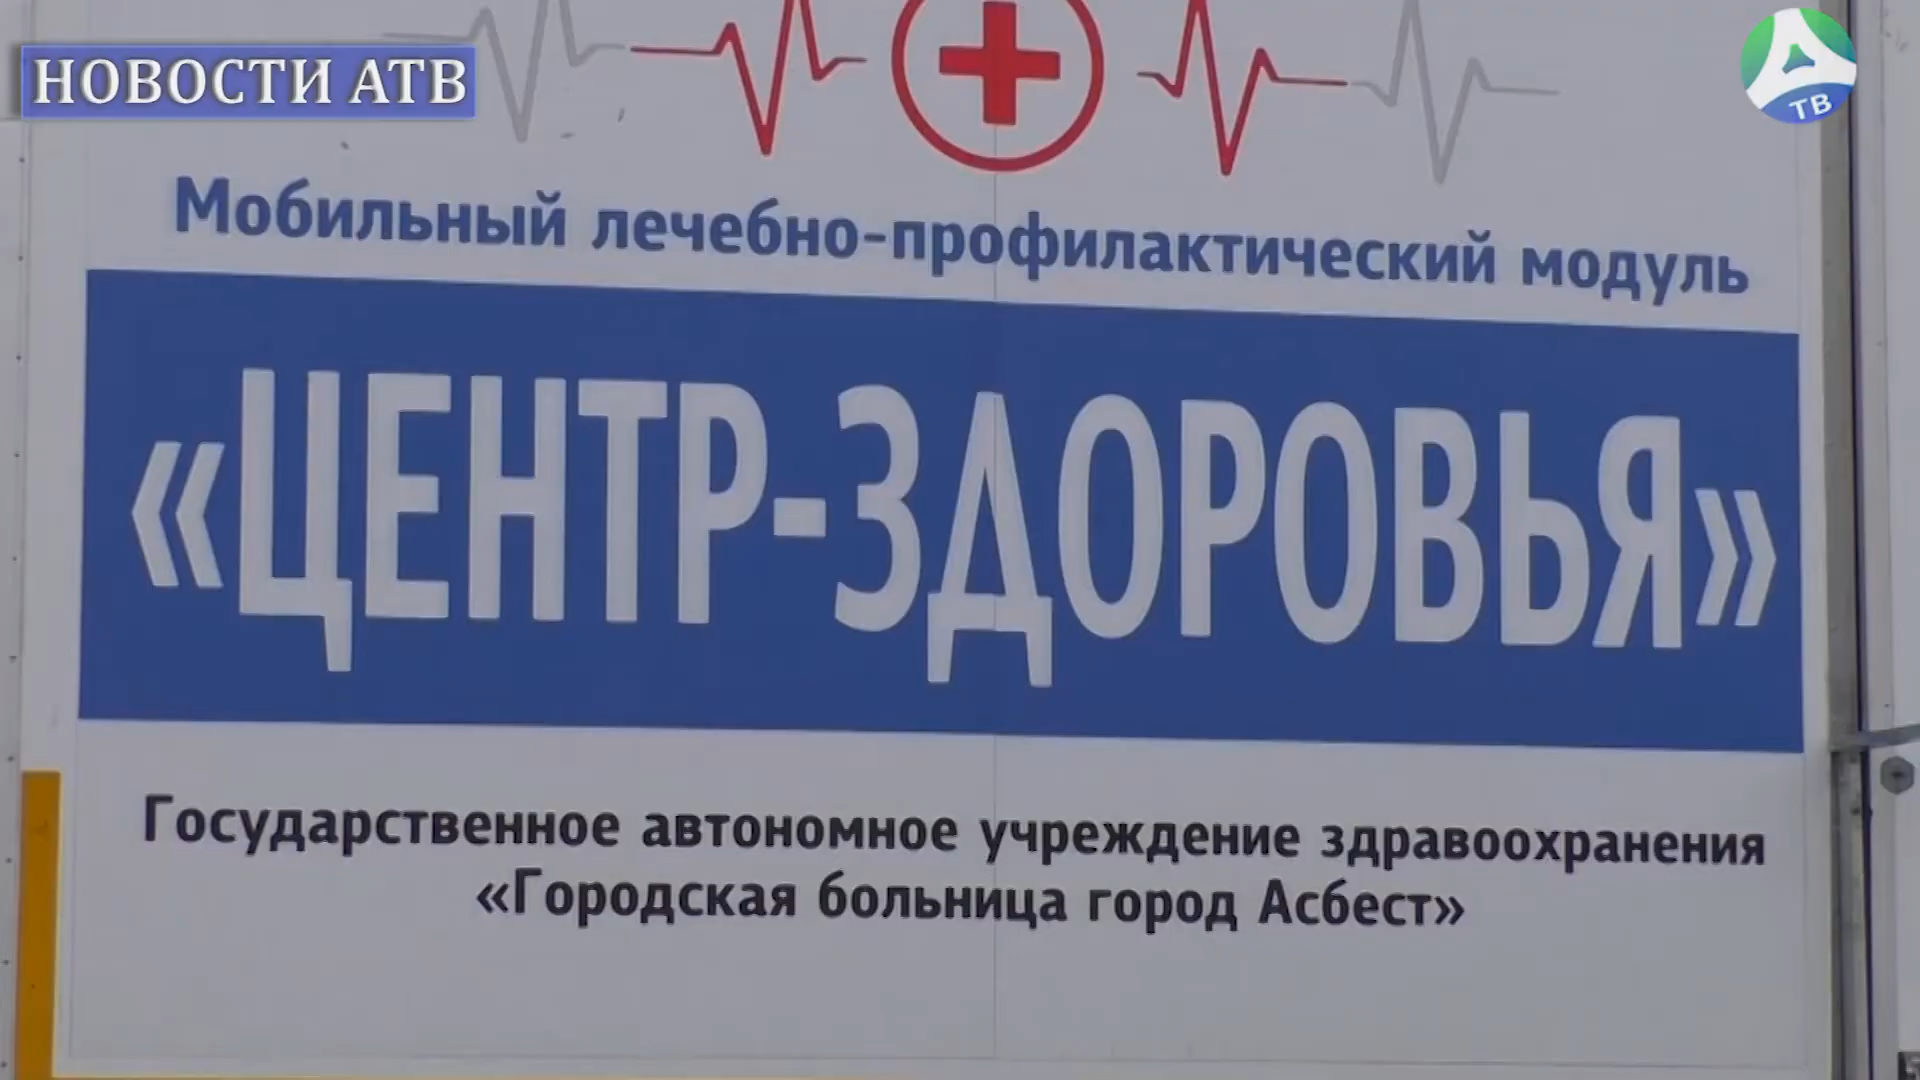 НОВОСТИ АТВ
ТВ
Мобильный лечебно-профилактический модуль
«ЦЕНТР-ЗДОРОВЬЯ»
Государственное автономное учреждение здравоохранения
«Городская больница город Асбест»